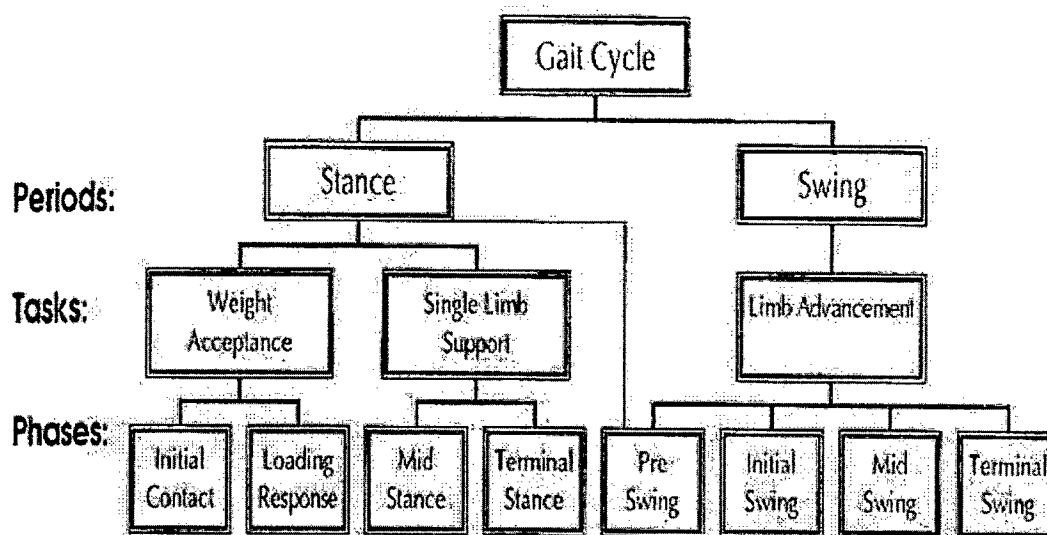 Gait Cycle
Periods:
Stance
Swing
Tasks:
Weight
Acceptance
Single Limb
Support
Limb Advancement
Phases:
Initial
Contact
Loading
Response
Mid
Stance
Terminal
Stance
Pre
Swing
Initial
Swing
Mid
Swing
Terminal
Swing